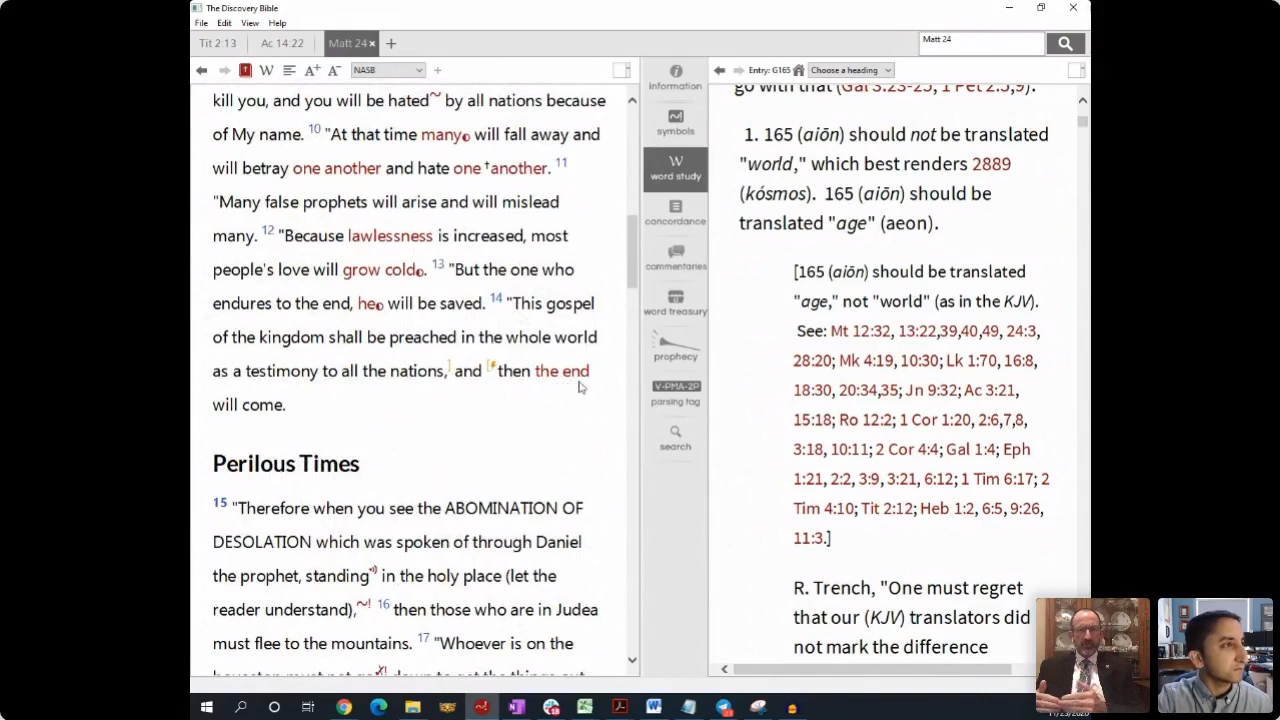 The Discovery Bible
File Edit View Help
Tit 2:13 Ac 14:22 Matt 24 × +
Matt 24
W A+ A- NASB +
Entry: G165 Choose a heading
kill you, and you will be hated~ by all nations because
of My name. 10 "At that time many will fall away and
will betray one another and hate one †another. 11
"Many false prophets will arise and will mislead
many. 12 "Because lawlessness is increased, most
people's love will grow cold. 13 "But the one who
endures to the end, he will be saved. 14 "This gospel
of the kingdom shall be preached in the whole world
as a testimony to all the nations,] and [then the end
will come.
Perilous Times
15 "Therefore when you see the ABOMINATION OF
DESOLATION which was spoken of through Daniel
the prophet, standing in the holy place (let the
reader understand),~! 16 then those who are in Judea
must flee to the mountains. 17 "Whoever is on the
information
symbols
W
word study
concordance
commentaries
word treasury
prophecy
V-PMA-2P
parsing tag
search
go with that (Gal 3:23-25, 1 Pet 2:5,9).
1. 165 (aiōn) should not be translated
"world," which best renders 2889
(kósmos). 165 (aiōn) should be
translated "age" (aeon).
[165 (aiōn) should be translated
"age," not "world" (as in the KJV).
See: Mt 12:32, 13:22,39,40,49, 24:3,
28:20; Mk 4:19, 10:30; Lk 1:70, 16:8,
18:30, 20:34,35; Jn 9:32; Ac 3:21,
15:18; Ro 12:2; 1 Cor 1:20, 2:6,7,8,
3:18, 10:11; 2 Cor 4:4; Gal 1:4; Eph
1:21, 2:2, 3:9, 3:21, 6:12; 1 Tim 6:17; 2
Tim 4:10; Tit 2:12; Heb 1:2, 6:5, 9:26,
11:3.]
R. Trench, "One must regret
that our (KJV) translators did
not mark the difference
11/23/2020